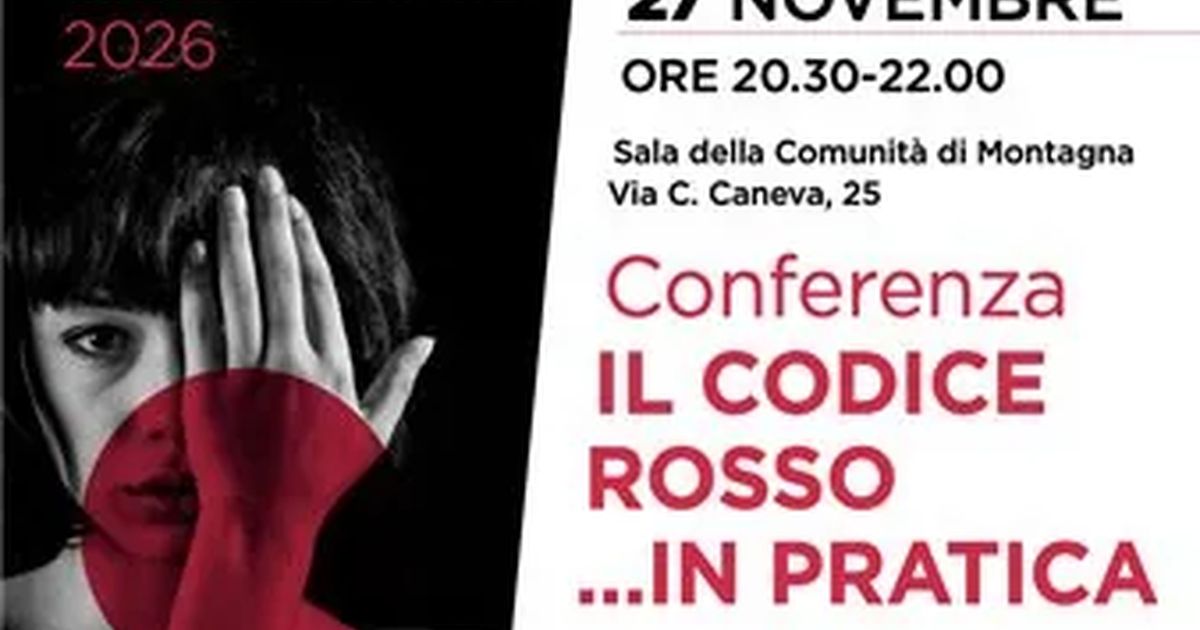 2026
27 NOVEMBRE
ORE 20.30-22.00
Sala della Comunità di Montagna
Via C. Caneva, 25
Conferenza
IL CODICE
ROSSO
...IN PRATICA